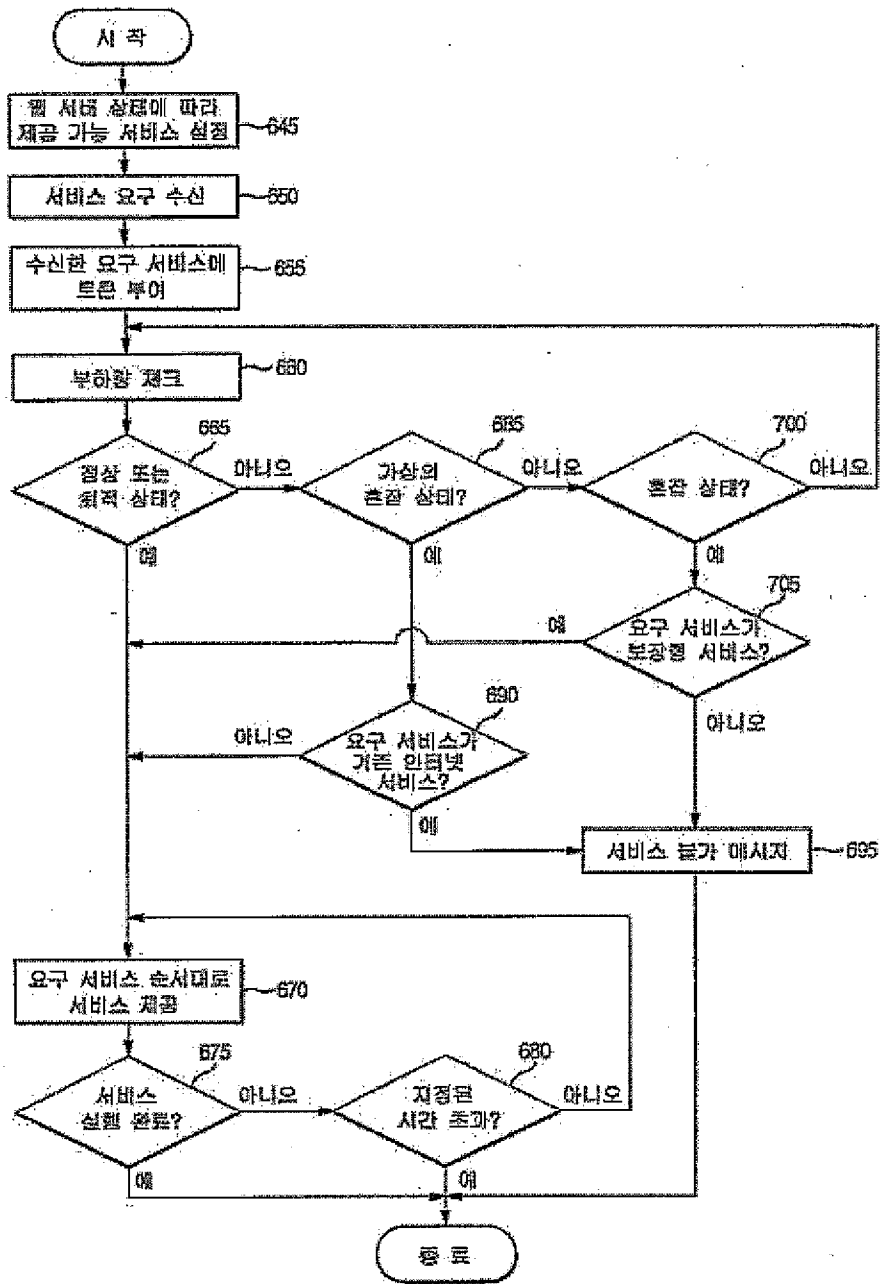 시 작
웹 서버 상태에 따라
제공 가능 서비스 설정
645
서비스 요구 수신
650
수신한 요구 서비스에
토큰 부여
655
부하량 체크
660
정상 또는
최적 상태?
665
아니오
예
가상의
혼잡 상태?
685
아니오
예
혼잡 상태?
700
아니오
예
요구 서비스가
보장형 서비스?
705
예
아니오
요구 서비스가
기존 인터넷
서비스?
690
아니오
예
서비스 불가 메시지
695
요구 서비스 순서대로
서비스 제공
670
서비스
실행 완료?
675
아니오
예
지정된
시간 초과?
680
아니오
예
종 료